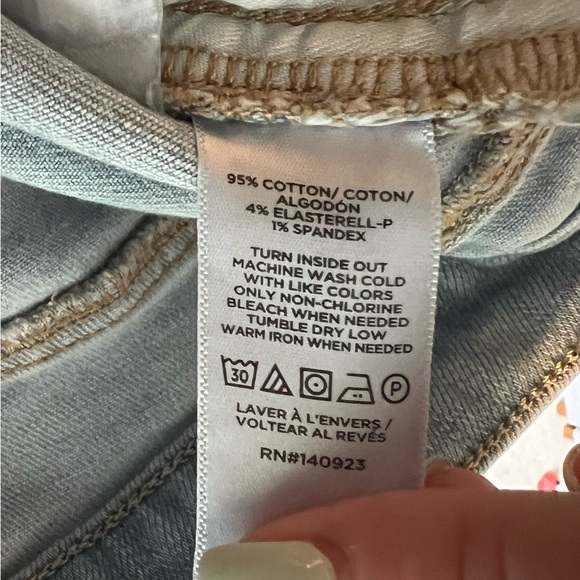 95% COTTON/ COTON/
ALGODÓN
4% ELASTERELL-P
1% SPANDEX
TURN INSIDE OUT
MACHINE WASH COLD
WITH LIKE COLORS
ONLY NON-CHLORINE
BLEACH WHEN NEEDED
TUMBLE DRY LOW
WARM IRON WHEN NEEDED
30 P
LAVER À L'ENVERS /
VOLTEAR AL REVÉS
RN#140923